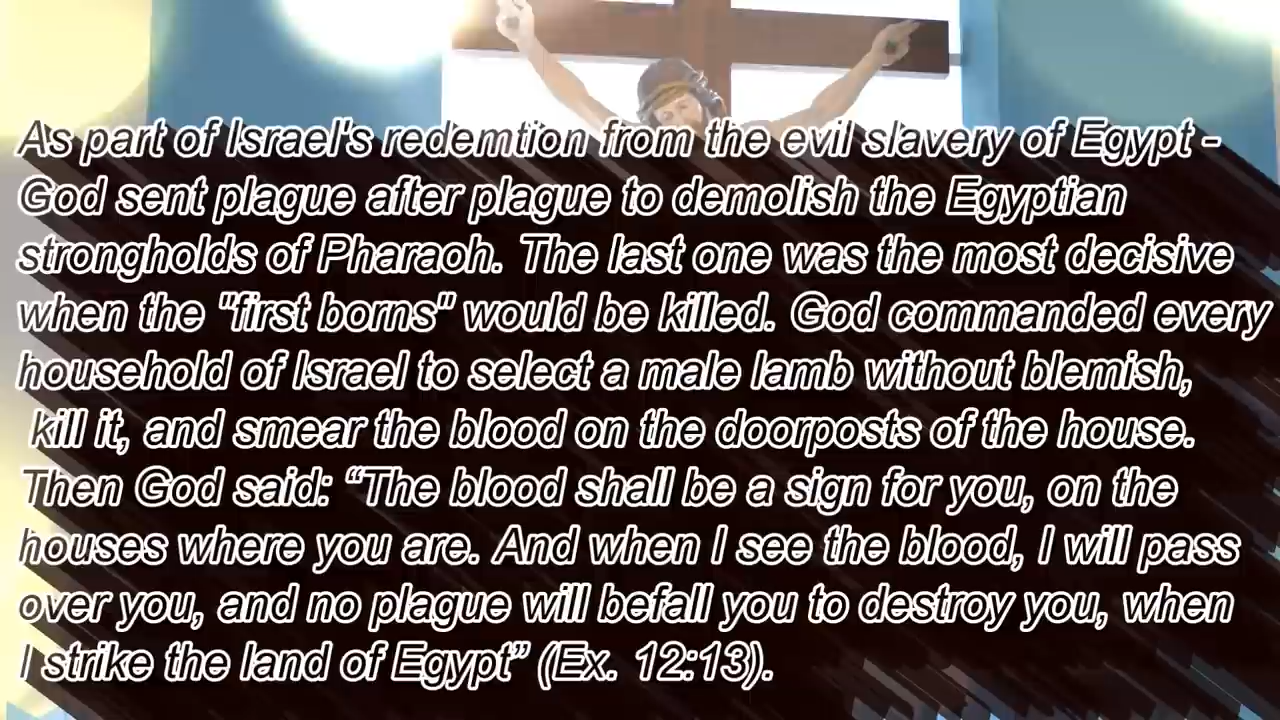 As part of Israel's redemtion from the evil slavery of Egypt -
God sent plague after plague to demolish the Egyptian
strongholds of Pharaoh. The last one was the most decisive
when the "first borns" would be killed. God commanded every
household of Israel to select a male lamb without blemish,
kill it, and smear the blood on the doorposts of the house.
Then God said: “The blood shall be a sign for you, on the
houses where you are. And when I see the blood, I will pass
over you, and no plague will befall you to destroy you, when
I strike the land of Egypt” (Ex. 12:13).